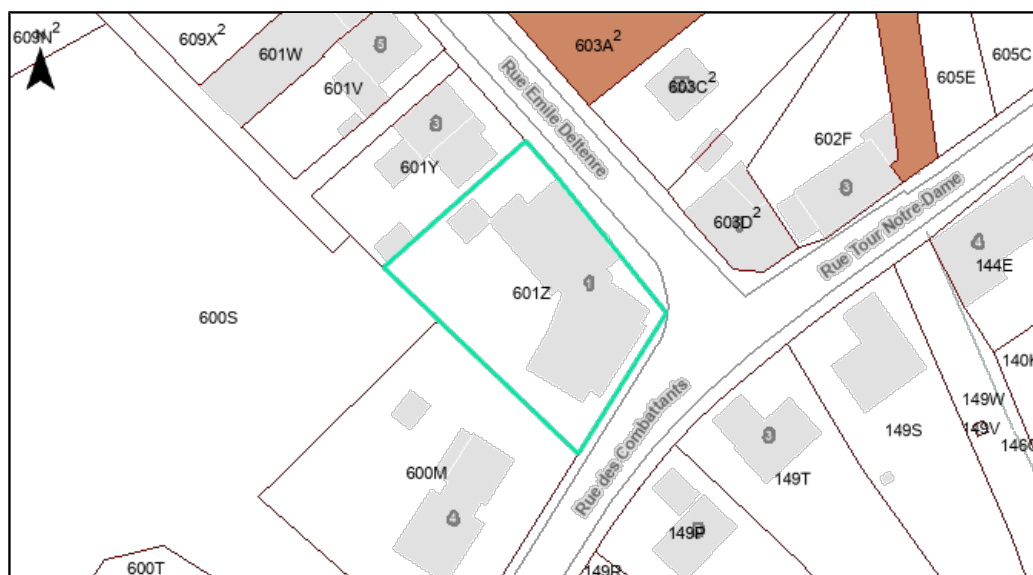 609N²
N
609X²
601W
5
601V
3
601Y
Rue Emile Deltenre
603A²
603C²
605C
605E
602F
3
603D²
Rue Tour Notre-Dame
4
144E
601Z
1
600S
140K
149W
149V
149S
3
149T
Rue des Combattants
600M
4
149P
149R
600T